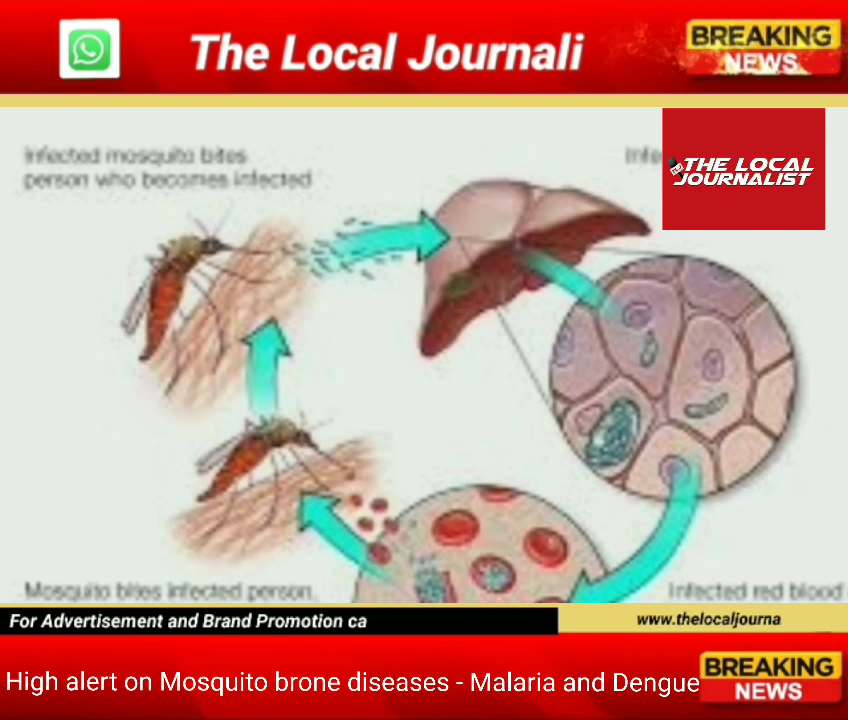 The Local Journali
BREAKING
NEWS
Infected mosquito bites
person who becomes infected
Infe
THE LOCAL
JOURNALIST
Mosquito bites infected person.
Infected red blood
For Advertisement and Brand Promotion ca
www.thelocaljourna
High alert on Mosquito brone diseases - Malaria and Dengue
BREAKING
NEWS